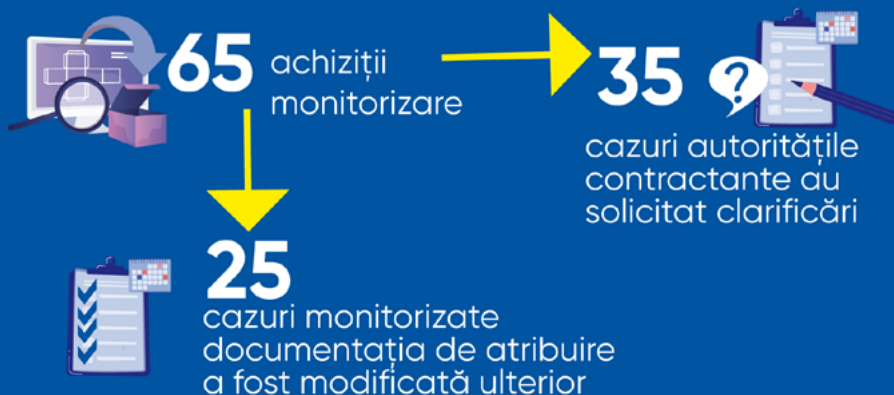 65 achiziții
monitorizare
35 ?
cazuri autoritățile
contractante au
solicitat clarificări
25
cazuri monitorizate
documentația de atribuire
a fost modificată ulterior